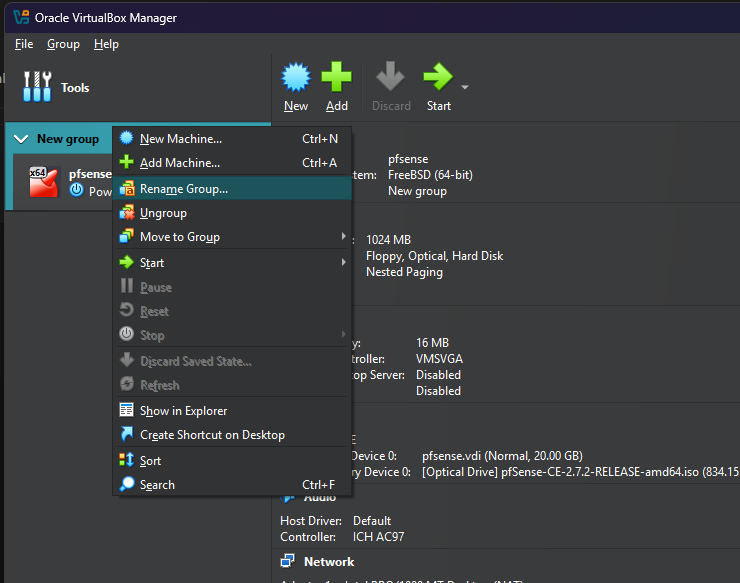 Oracle VirtualBox Manager
File Group Help
Tools
New Add Discard Start
New group
x64
pfsense
New Machine... Ctrl+N
Add Machine... Ctrl+A
Rename Group...
Ungroup
Move to Group
Start
Pause
Reset
Stop
Discard Saved State...
Refresh
Show in Explorer
Create Shortcut on Desktop
Sort
Search Ctrl+F
pfsense
FreeBSD (64-bit)
New group
1024 MB
Floppy, Optical, Hard Disk
Nested Paging
16 MB
VMSVGA
Server: Disabled
Disabled
Device 0: pfsense.vdi (Normal, 20.00 GB)
Device 0: [Optical Drive] pfSense-CE-2.7.2-RELEASE-amd64.iso (834.15
Audio
Host Driver: Default
Controller: ICH AC97
Network